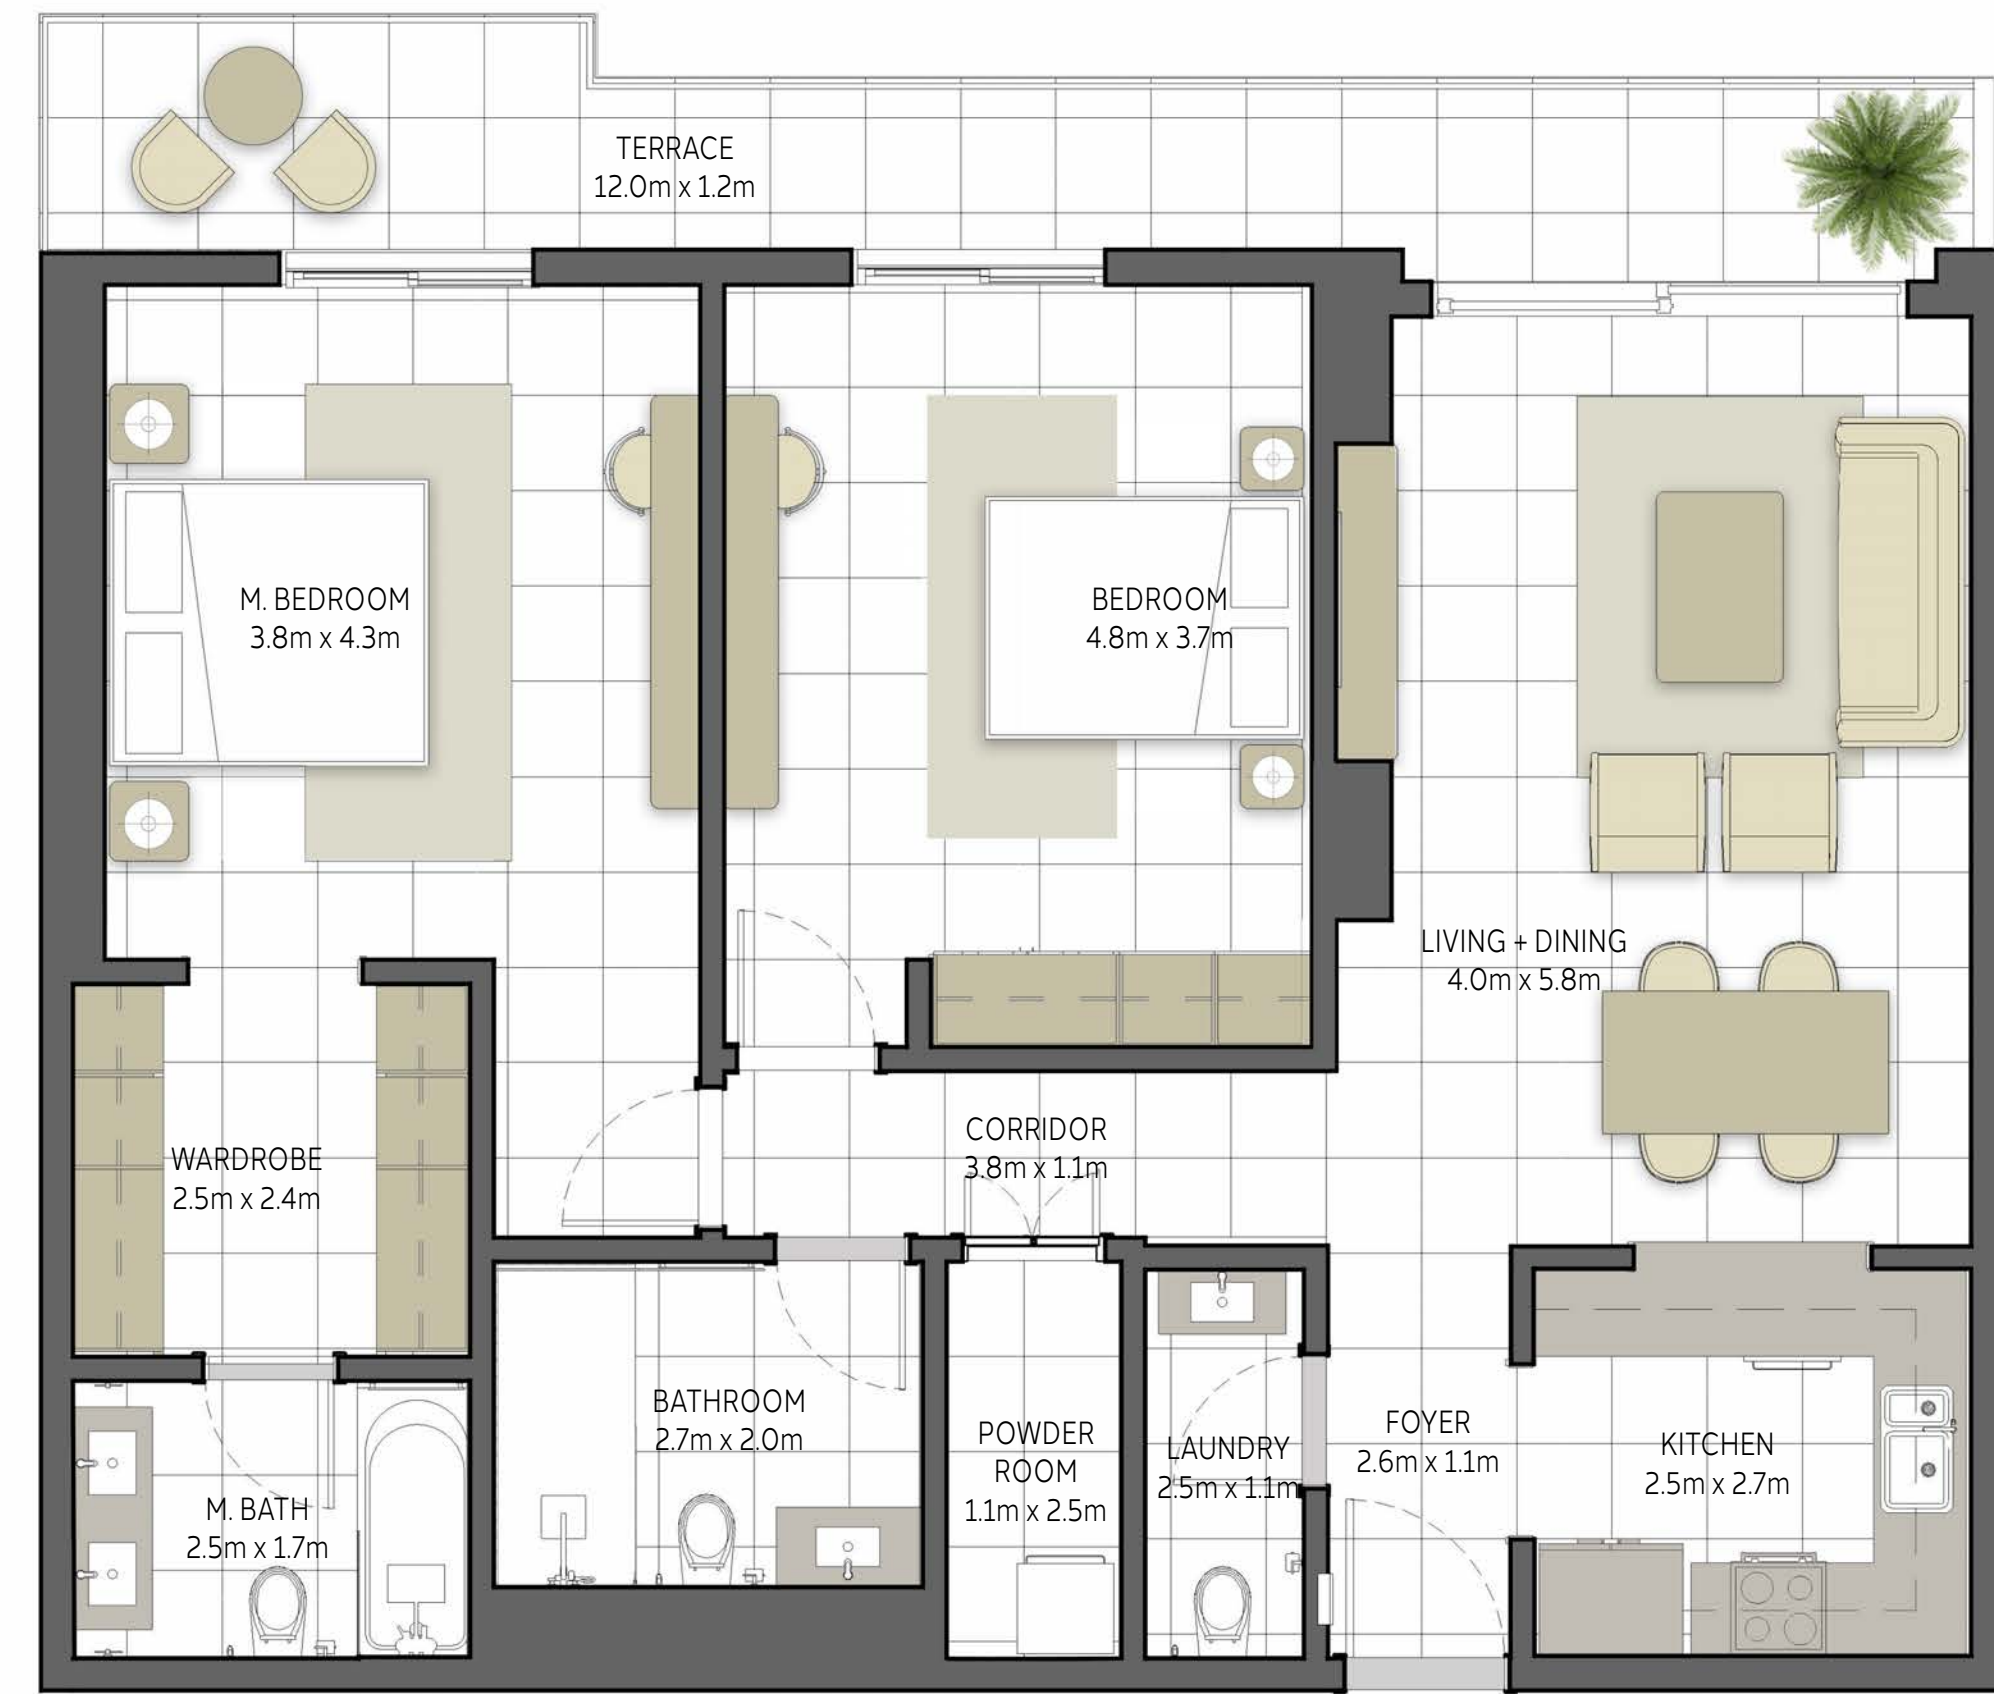 TERRACE
12.0m x 1.2m
M. BEDROOM
3.8m x 4.3m
BEDROOM
4.8m x 3.7m
LIVING + DINING
4.0m x 5.8m
CORRIDOR
3.8m x 1.1m
WARDROBE
2.5m x 2.4m
BATHROOM
2.7m x 2.0m
POWDER
ROOM
1.1m x 2.5m
LAUNDRY
2.5m x 1.1m
FOYER
2.6m x 1.1m
KITCHEN
2.5m x 2.7m
M. BATH
2.5m x 1.7m